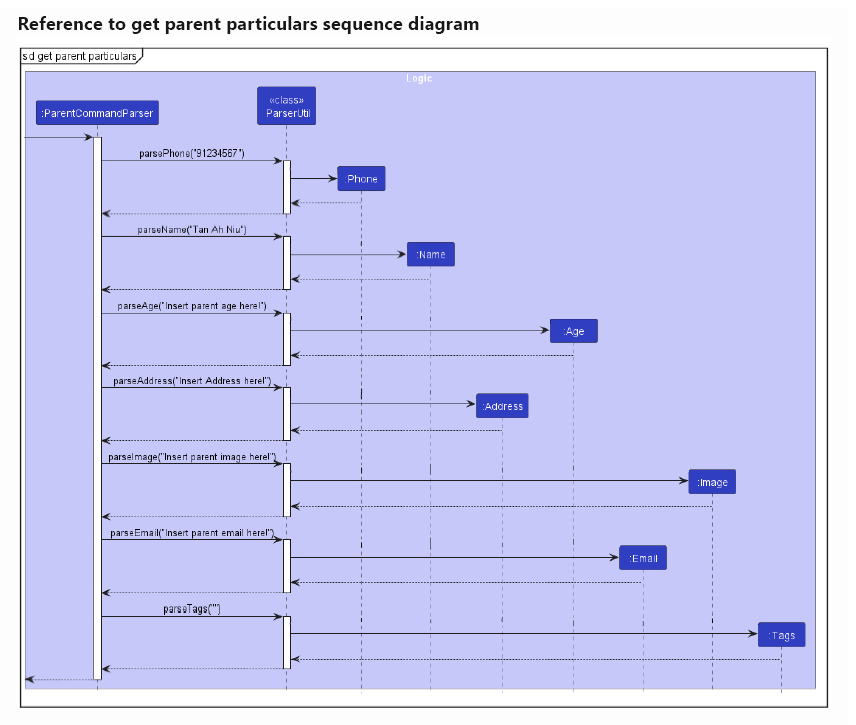 Reference to get parent particulars sequence diagram
sd get parent particulars
Logic
:ParentCommandParser
«class»
ParserUtil
parsePhone("91234567")
:Phone
parseName("Tan Ah Niu")
:Name
parseAge("Insert parent age here!")
:Age
parseAddress("Insert Address here!")
:Address
parseImage("Insert parent image here!")
:Image
parseEmail("Insert parent email here!")
:Email
parseTags("")
:Tags